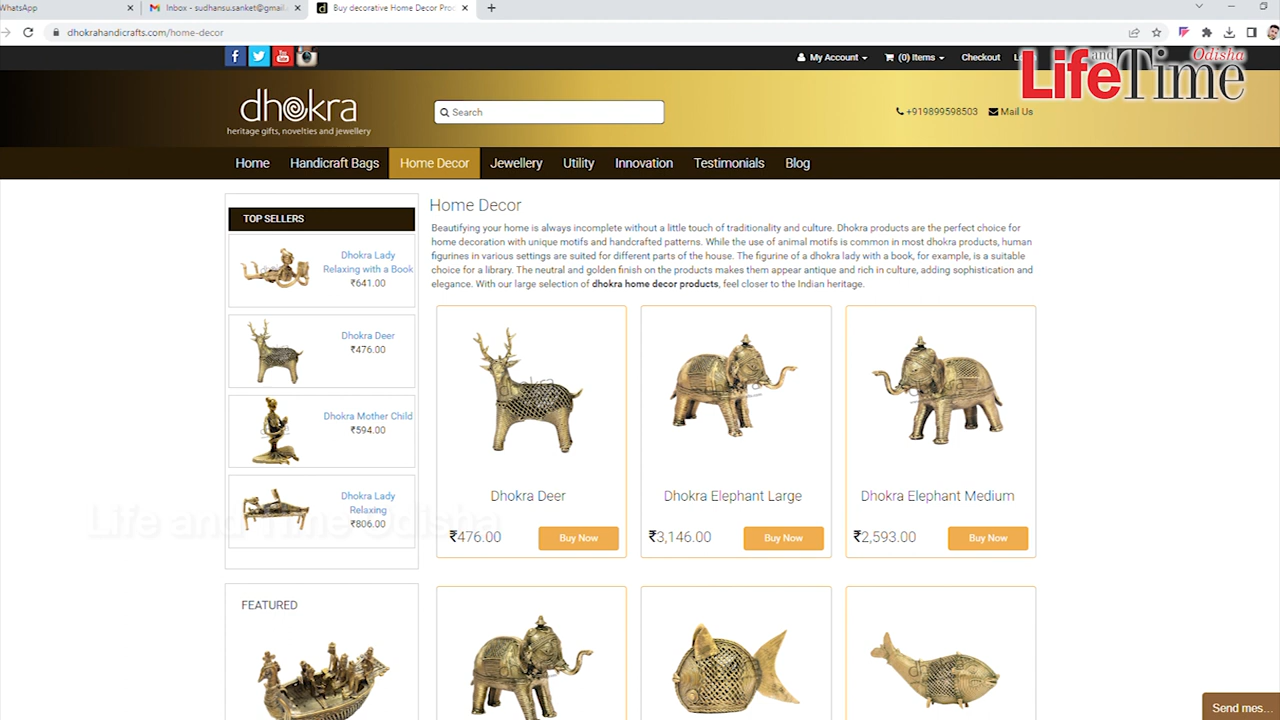 WhatsApp
Inbox - sudhansu.sanket@gmail.
Buy decorative Home Decor Proc
dhokrahandicrafts.com/home-decor
My Account
(0) Items
Checkout
Life and Time Odisha
dhokra
heritage gifts, novelties and jewellery
Search
+919899598503
Mail Us
Home
Handicraft Bags
Home Decor
Jewellery
Utility
Innovation
Testimonials
Blog
TOP SELLERS
Dhokra Lady
Relaxing with a Book
₹641.00
Dhokra Deer
₹476.00
Dhokra Mother Child
₹594.00
Dhokra Lady
Relaxing
₹806.00
FEATURED
Home Decor
Beautifying your home is always incomplete without a little touch of traditionality and culture. Dhokra products are the perfect choice for
home decoration with unique motifs and handcrafted patterns. While the use of animal motifs is common in most dhokra products, human
figurines in various settings are suited for different parts of the house. The figurine of a dhokra lady with a book, for example, is a suitable
choice for a library. The neutral and golden finish on the products makes them appear antique and rich in culture, adding sophistication and
elegance. With our large selection of dhokra home decor products, feel closer to the Indian heritage.
Dhokra Deer
₹476.00
Buy Now
Dhokra Elephant Large
₹3,146.00
Buy Now
Dhokra Elephant Medium
₹2,593.00
Buy Now
Life and Time Odisha
Send mes...